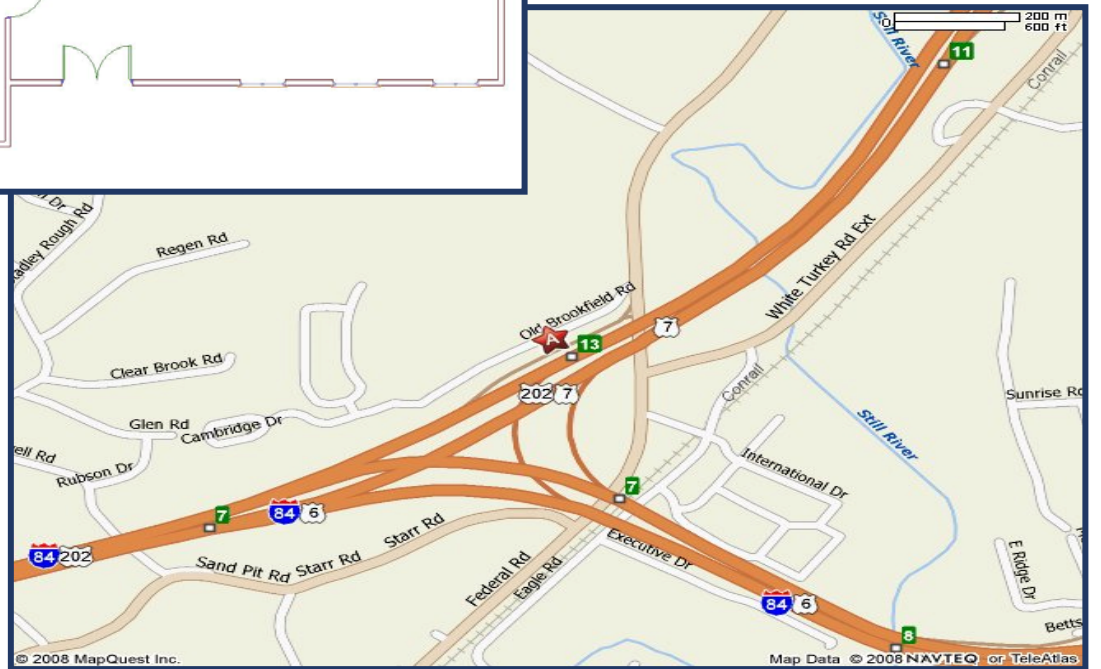 0
200 m
600 ft
Still River
11
Conrail
Dr
Rough Rd
Regen Rd
White Turkey Rd Ext
Old Brookfield Rd
A
13
7
Clear Brook Rd
202 7
Conrail
Sunrise Rd
Glen Rd
Cambridge Dr
Still River
Rd
Rubson Dr
International Dr
7
7
84 6
Starr Rd
84 202
Executive Dr
Sand Pit Rd
Starr Rd
Federal Rd
Eagle Rd
E Ridge Dr
84 6
Betts
8
© 2008 MapQuest Inc.
Map Data © 2008 NAVTEQ or TeleAtlas